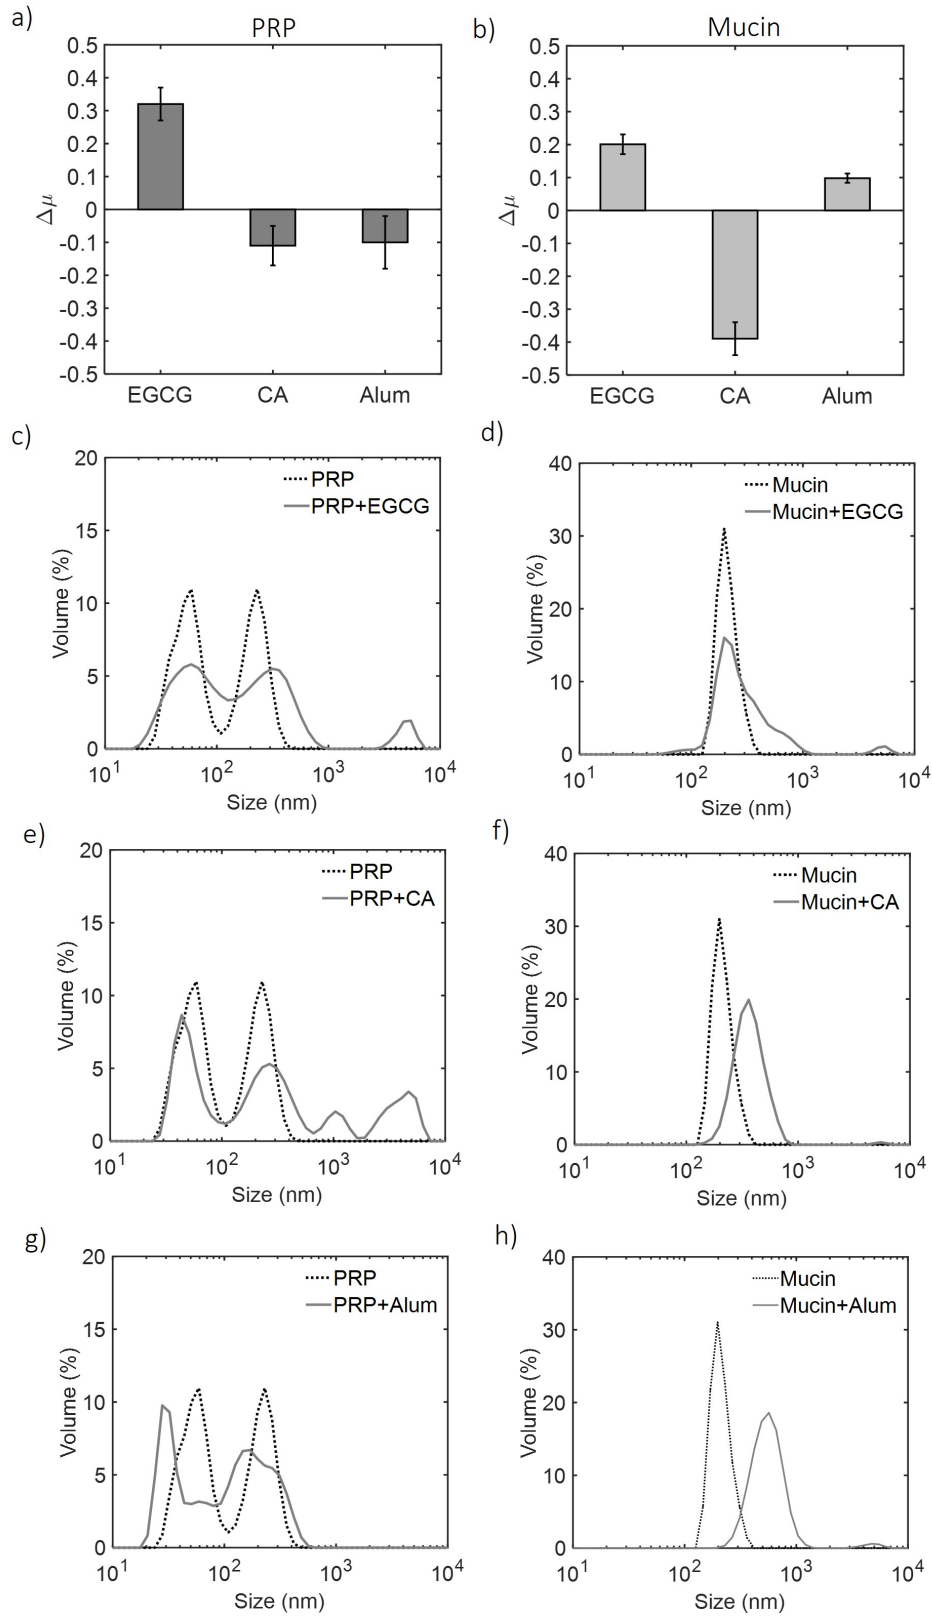 a)
PRP
0.5
0.4
0.3
0.2
0.1
0
-0.1
-0.2
-0.3
-0.4
-0.5
Δμ
EGCG CA Alum
b)
Mucin
0.5
0.4
0.3
0.2
0.1
0
-0.1
-0.2
-0.3
-0.4
-0.5
Δμ
EGCG CA Alum
c)
20
15
10
5
0
Volume (%)
PRP
PRP+EGCG
10^1 10^2 10^3 10^4
Size (nm)
d)
40
30
20
10
0
Volume (%)
Mucin
Mucin+EGCG
10^1 10^2 10^3 10^4
Size (nm)
e)
20
15
10
5
0
Volume (%)
PRP
PRP+CA
10^1 10^2 10^3 10^4
Size (nm)
f)
40
30
20
10
0
Volume (%)
Mucin
Mucin+CA
10^1 10^2 10^3 10^4
Size (nm)
g)
20
15
10
5
0
Volume (%)
PRP
PRP+Alum
10^1 10^2 10^3 10^4
Size (nm)
h)
40
30
20
10
0
Volume (%)
Mucin
Mucin+Alum
10^1 10^2 10^3 10^4
Size (nm)